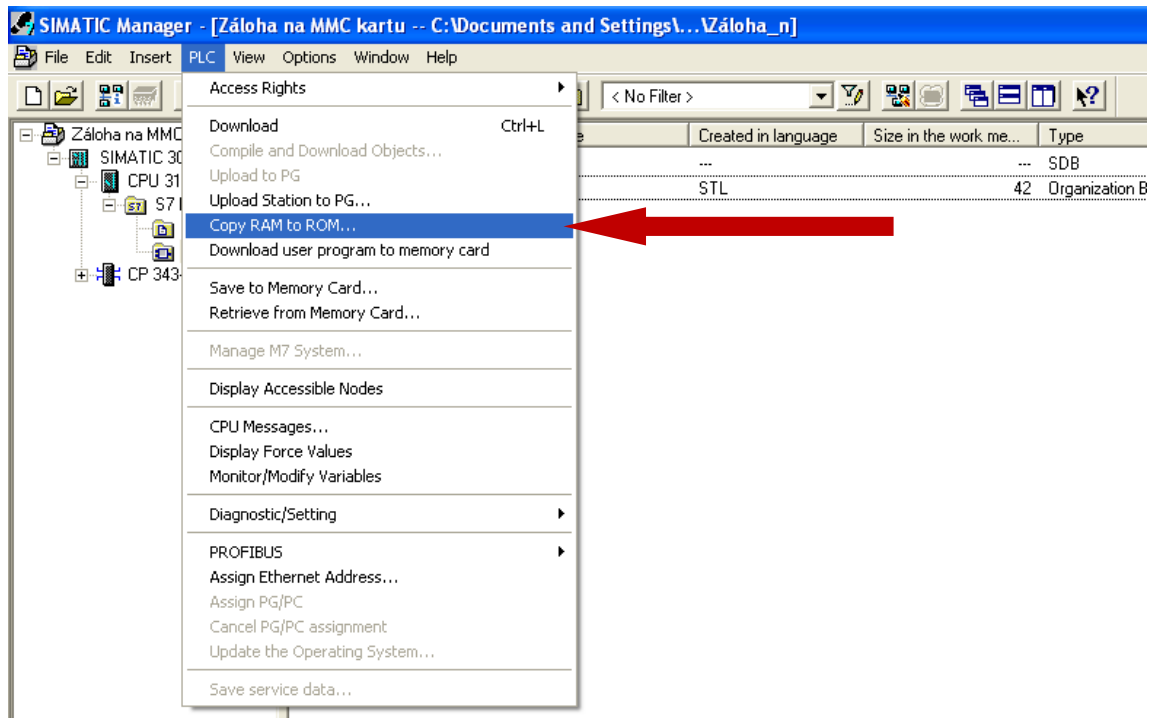 SIMATIC Manager - [Záloha na MMC kartu -- C:\Documents and Settings\...\Záloha_n]
File Edit Insert PLC View Options Window Help
< No Filter >
Záloha na MMC
SIMATIC 30
CPU 31
S7
CP 343-
Access Rights
Download Ctrl+L
Compile and Download Objects...
Upload to PG
Upload Station to PG...
Copy RAM to ROM...
Download user program to memory card
Save to Memory Card...
Retrieve from Memory Card...
Manage M7 System...
Display Accessible Nodes
CPU Messages...
Display Force Values
Monitor/Modify Variables
Diagnostic/Setting
PROFIBUS
Assign Ethernet Address...
Assign PG/PC
Cancel PG/PC assignment
Update the Operating System...
Save service data...
Created in language Size in the work me... Type
--- --- SDB
STL 42 Organization B